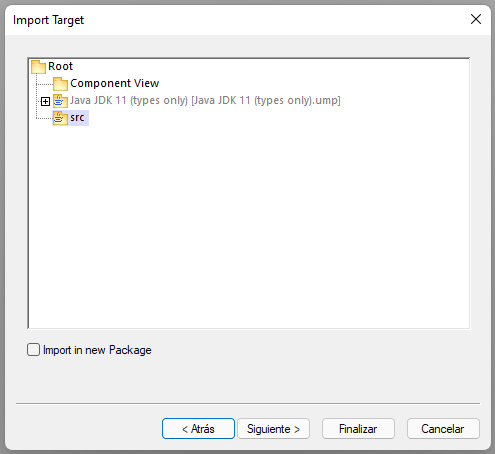 Import Target
Root
Component View
Java JDK 11 (types only) [Java JDK 11 (types only).ump]
src
Import in new Package
< Atrás
Siguiente >
Finalizar
Cancelar